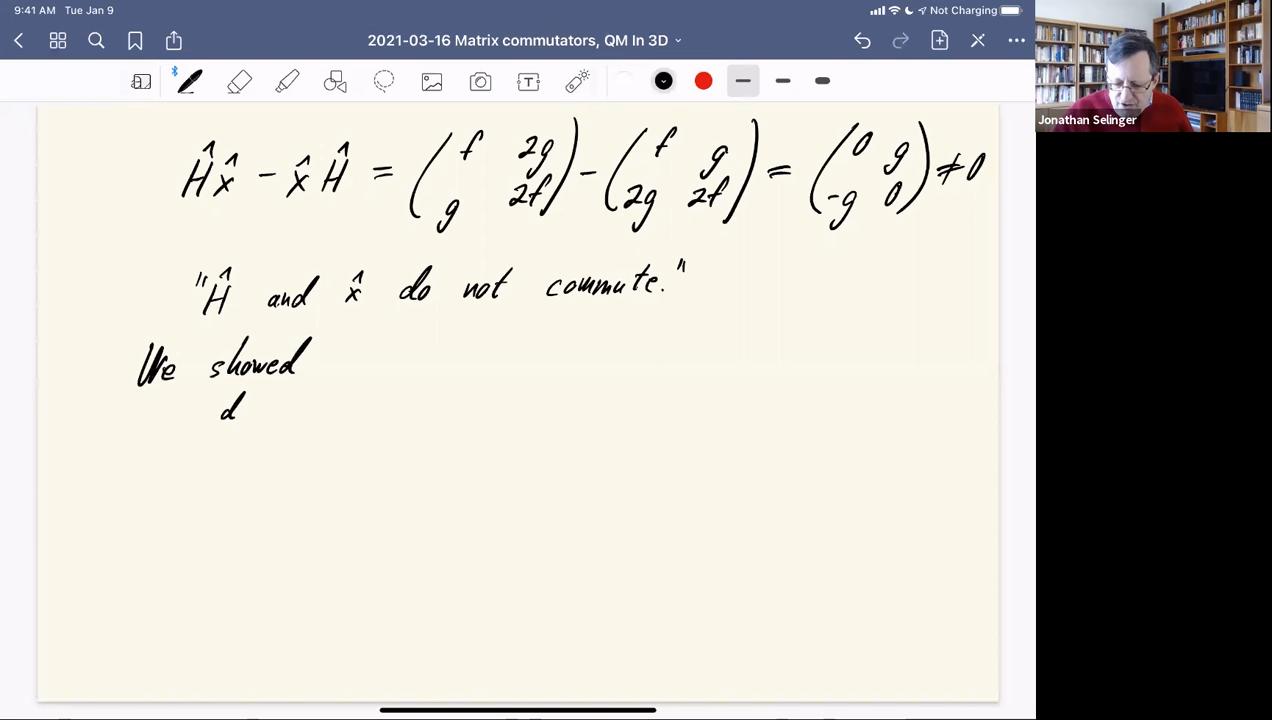 9:41 AM Tue Jan 9
Not Charging
2021-03-16 Matrix commutators, QM In 3D
T
Jonathan Selinger
Ĥx̂ - x̂Ĥ = (f 2g; g 2f) - (f g; 2g 2f) = (0 g; -g 0) ≠ 0
"Ĥ and x̂ do not commute."
We showed
d